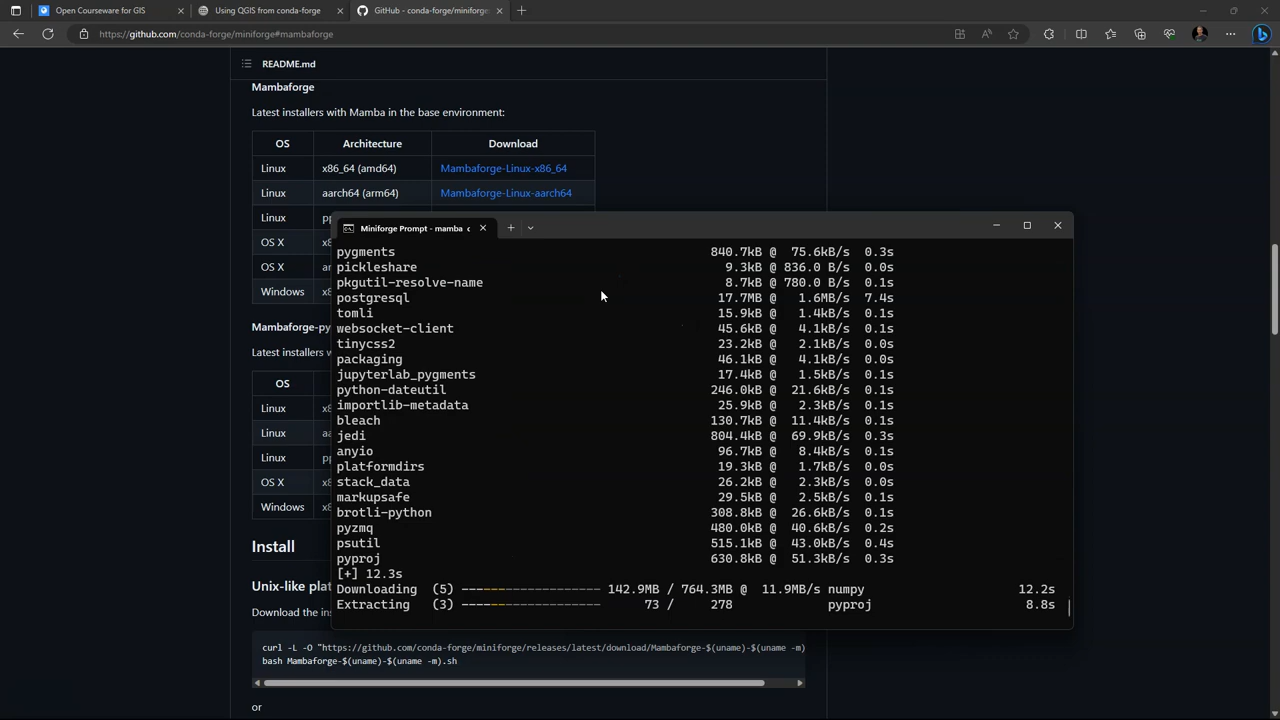 Open Courseware for GIS
Using QGIS from conda-forge
GitHub - conda-forge/miniforge:
https://github.com/conda-forge/miniforge#mambaforge
README.md
Mambaforge
Latest installers with Mamba in the base environment:
OS Architecture Download
Linux x86_64 (amd64) Mambaforge-Linux-x86_64
Linux aarch64 (arm64) Mambaforge-Linux-aarch64
Linux pp
OS X x8
OS X ar
Windows x8
Mambaforge-py
Latest installers w
OS
Linux x8
Linux aa
Linux pp
OS X x8
Windows x8
Install
Unix-like plat
Download the ins
curl -L -O "https://github.com/conda-forge/miniforge/releases/latest/download/Mambaforge-$(uname)-$(uname -m)
bash Mambaforge-$(uname)-$(uname -m).sh
or
Miniforge Prompt - mamba c
pygments 840.7kB @ 75.6kB/s 0.3s
pickleshare 9.3kB @ 836.0 B/s 0.0s
pkgutil-resolve-name 8.7kB @ 780.0 B/s 0.1s
postgresql 17.7MB @ 1.6MB/s 7.4s
tomli 15.9kB @ 1.4kB/s 0.1s
websocket-client 45.6kB @ 4.1kB/s 0.1s
tinycss2 23.2kB @ 2.1kB/s 0.0s
packaging 46.1kB @ 4.1kB/s 0.0s
jupyterlab_pygments 17.4kB @ 1.5kB/s 0.1s
python-dateutil 246.0kB @ 21.6kB/s 0.1s
importlib-metadata 25.9kB @ 2.3kB/s 0.1s
bleach 130.7kB @ 11.4kB/s 0.1s
jedi 804.4kB @ 69.9kB/s 0.3s
anyio 96.7kB @ 8.4kB/s 0.1s
platformdirs 19.3kB @ 1.7kB/s 0.0s
stack_data 26.2kB @ 2.3kB/s 0.0s
markupsafe 29.5kB @ 2.5kB/s 0.1s
brotli-python 308.8kB @ 26.6kB/s 0.1s
pyzmq 480.0kB @ 40.6kB/s 0.2s
psutil 515.1kB @ 43.0kB/s 0.4s
pyproj 630.8kB @ 51.3kB/s 0.3s
[+] 12.3s
Downloading (5) ---------------------- 142.9MB / 764.3MB @ 11.9MB/s numpy 12.2s
Extracting (3) ---------------------- 73 / 278 pyproj 8.8s